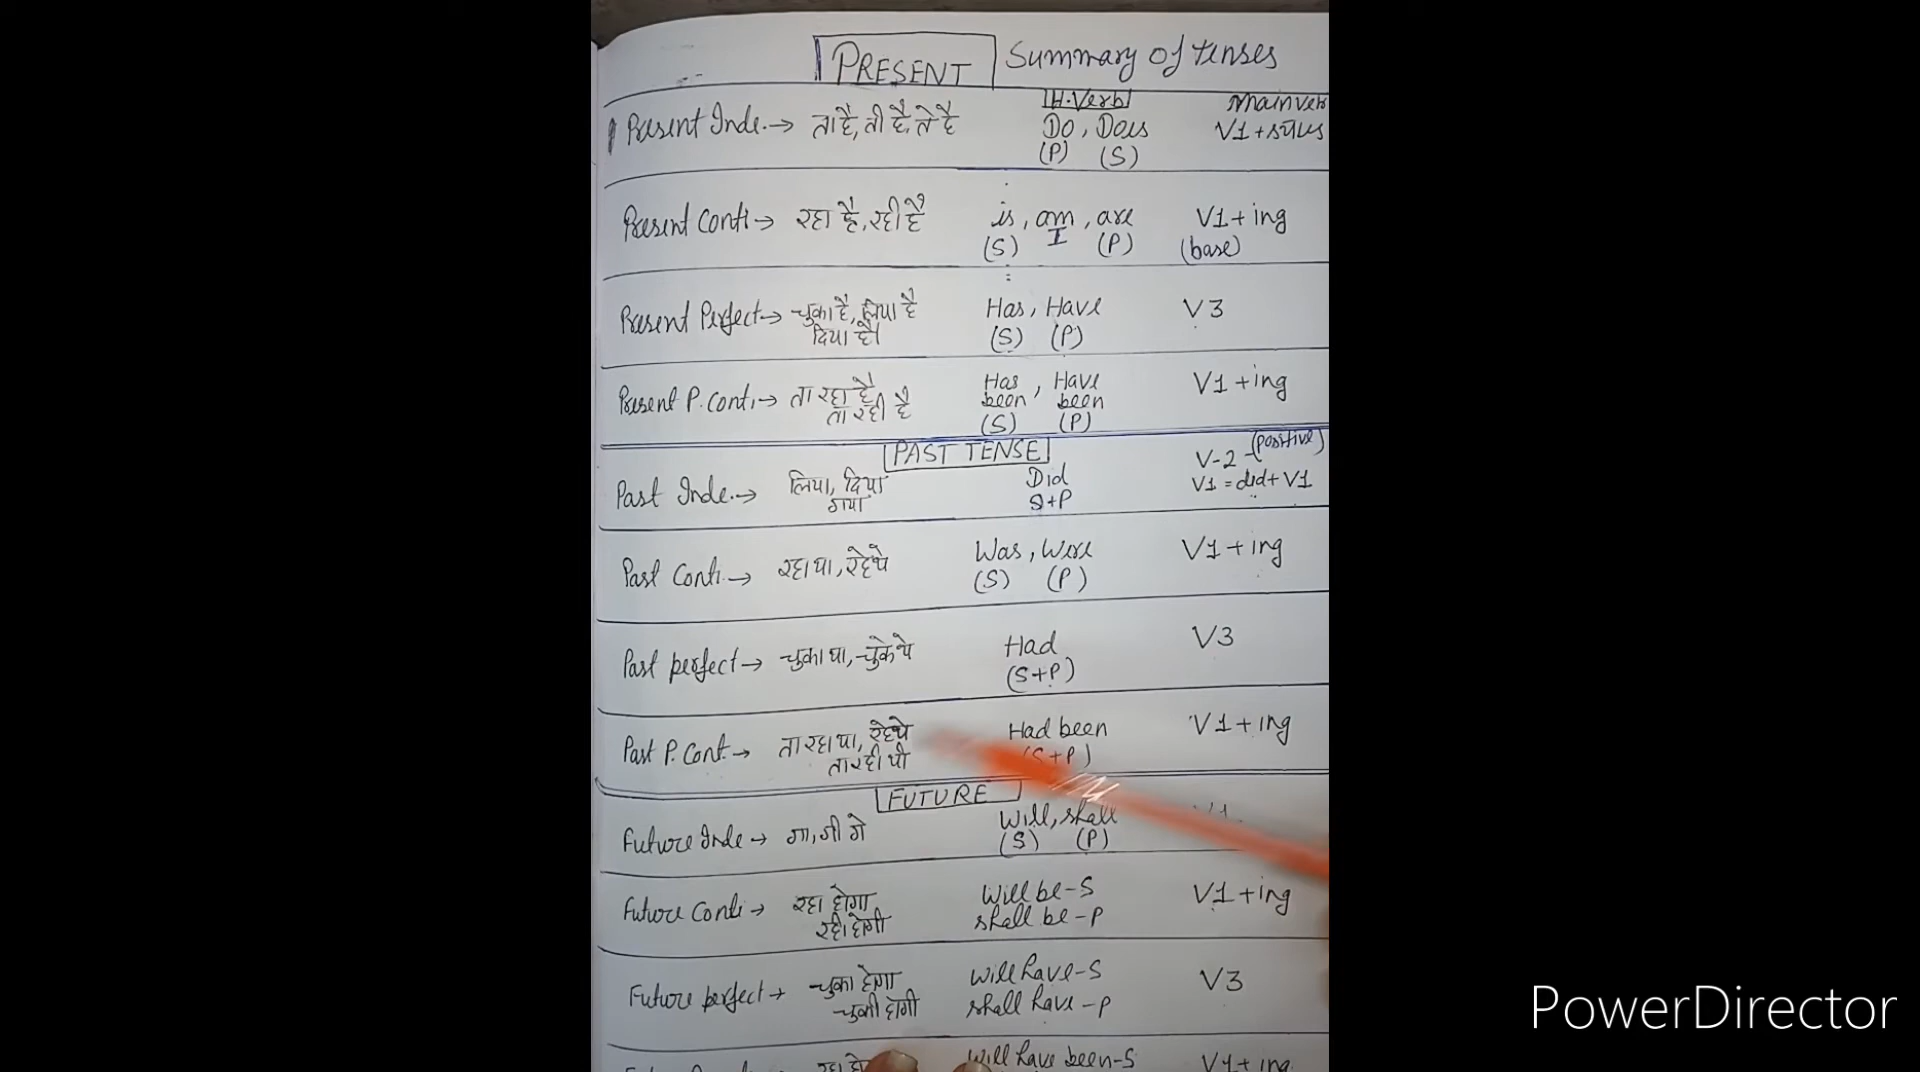 PRESENT Summary Of tenses
H.Verb
Present Inde. → ता है, ती है, ते है Do, Does V1 +
(P) (S)
Present Conti → रहा है, रही है is, am, are V1 + ing
(S) I (P) (base)
Present Perfect → चुका है, लिया है Has, Have V3
दिया है। (S) (P)
Present P. Conti → ता रहा है Has been, Have been V1 + ing
ता रही है (S) (P)
PAST TENSE
Past Inde. → लिया, दिया Did V-2 - (positive)
गया S+P V1 = did + V1
Past Conti. → रहा था, रहे थे Was, Were V1 + ing
(S) (P)
Past perfect → चुका था, चुके थे Had V3
(S+P)
Past P. Cont. → ता रहा था, रहे थे Had been V1 + ing
ता रही थी (S+P)
FUTURE
Future Inde → गा, गी गे Will, shall
(S) (P)
Future Conti → रहा होगा Will be-S V1 + ing
रही होगी shall be-P
Future perfect → चुका होगा will have-S V3
चुकी होगी shall have-P
will have been-S V1 + ing
PowerDirector